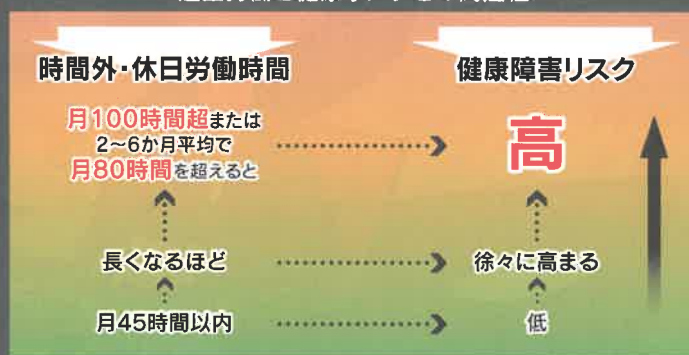 時間外・休日労働時間
健康障害リスク
月100時間超または
2〜6か月平均で
月80時間を超えると
高
長くなるほど
徐々に高まる
月45時間以内
低